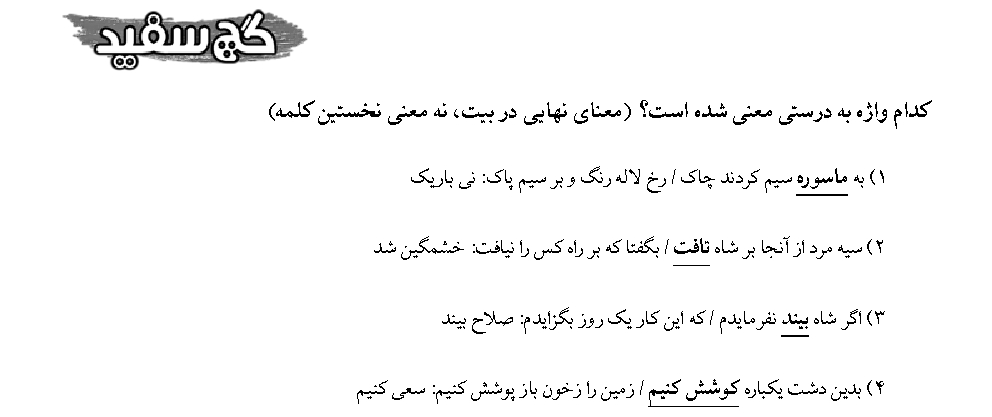 گچ سفید
کدام واژه به درستی معنی شده است؟ (معنای نهایی در بیت، نه معنی نخستین کلمه)
۱) به ماسوره سیم کردند چاک / رخ لاله رنگ و بر سیم پاک: نی باریک
۲) سیه مرد از آنجا بر شاه تافت / بگفتا که بر راه کس را نیافت: خشمگین شد
۳) اگر شاه بیند نفرمایدم / که این کار یک روز بگزایدم: صلاح بیند
۴) بدین دشت یکباره کوشش کنیم / زمین را زخون باز پوشش کنیم: سعی کنیم